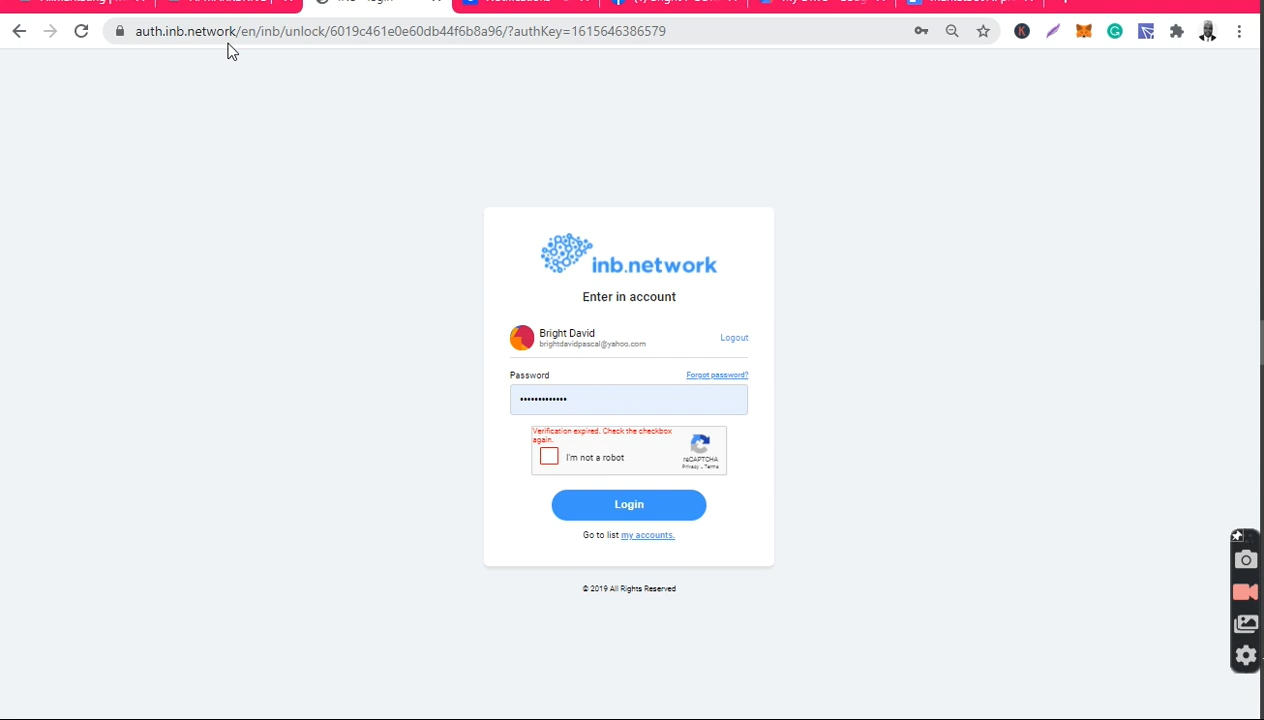 auth.inb.network/en/inb/unlock/6019c461e0e60db44f6b8a96/?authKey=1615646386579
inb.network
Enter in account
Bright David
Logout
brightdavidpascal@yahoo.com
Password
Forgot password?
•••••••••••••
Verification expired. Check the checkbox
again.
I'm not a robot
reCAPTCHA
Privacy - Terms
Login
Go to list my accounts.
© 2019 All Rights Reserved